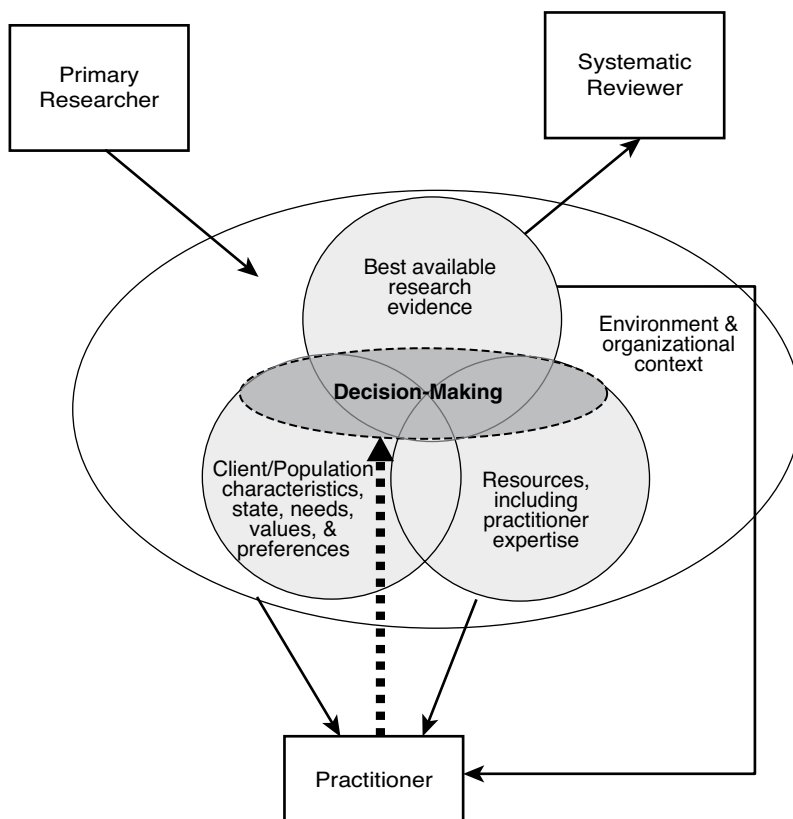 Primary
Researcher
Systematic
Reviewer
Best available
research
evidence
Environment &
organizational
context
Decision-Making
Client/Population
characteristics,
state, needs,
values, &
preferences
Resources,
including
practitioner
expertise
Practitioner